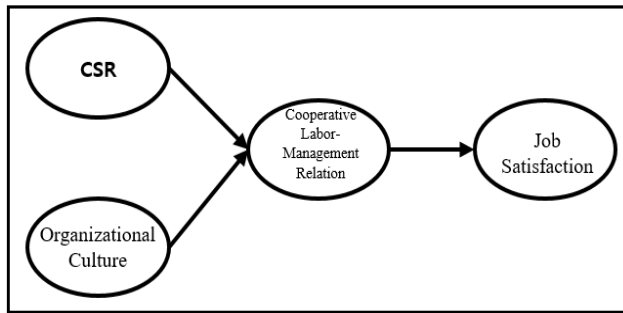 CSR
Cooperative
Labor-
Management
Relation
Job
Satisfaction
Organizational
Culture